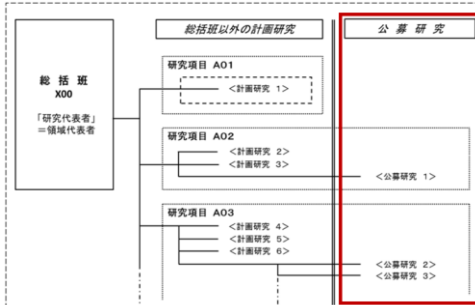 総括班以外の計画研究
公 募 研 究
総 括 班
X00
「研究代表者」
＝領域代表者
研究項目 A01
＜計画研究 1＞
研究項目 A02
＜計画研究 2＞
＜計画研究 3＞
＜公募研究 1＞
研究項目 A03
＜計画研究 4＞
＜計画研究 5＞
＜計画研究 6＞
＜公募研究 2＞
＜公募研究 3＞